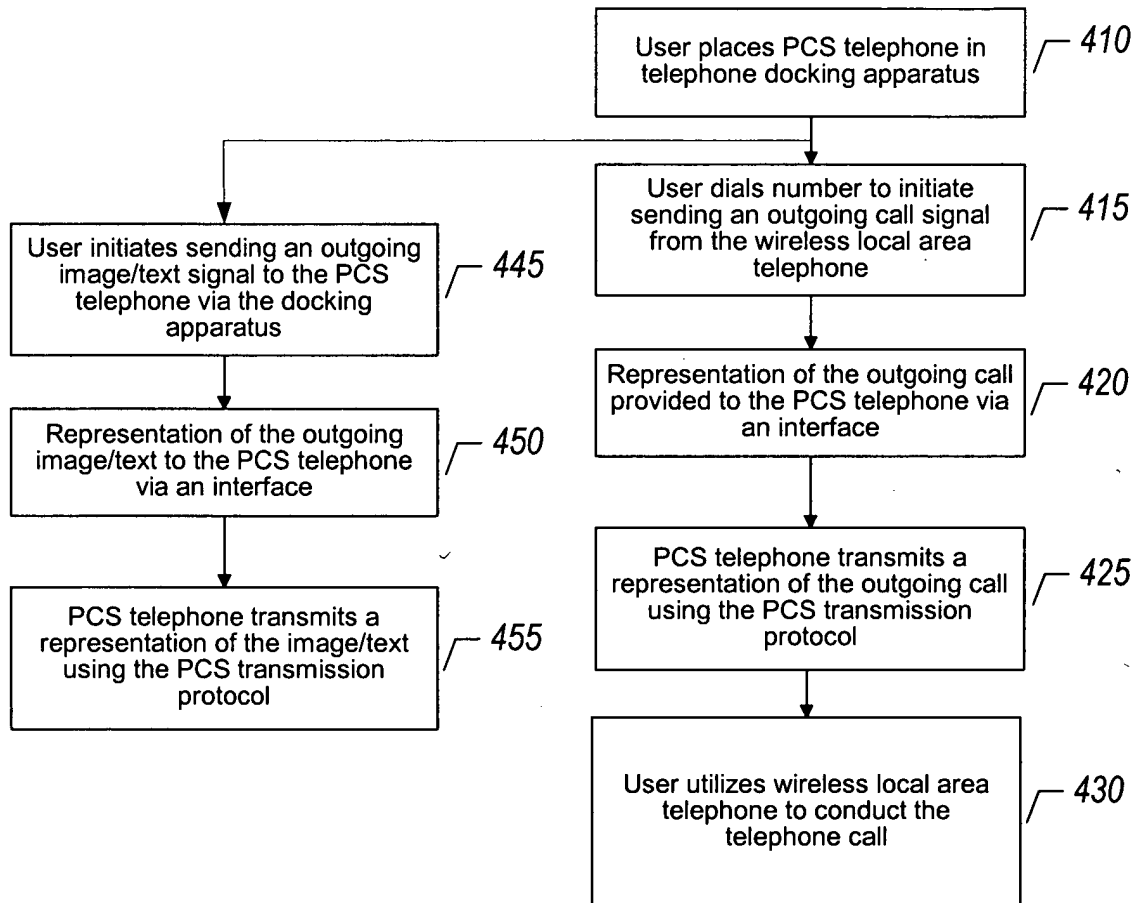 User places PCS telephone in
telephone docking apparatus
410
User dials number to initiate
sending an outgoing call signal
from the wireless local area
telephone
415
Representation of the outgoing call
provided to the PCS telephone via
an interface
420
PCS telephone transmits a
representation of the outgoing call
using the PCS transmission
protocol
425
User utilizes wireless local area
telephone to conduct the
telephone call
430
User initiates sending an outgoing
image/text signal to the PCS
telephone via the docking
apparatus
445
Representation of the outgoing
image/text to the PCS telephone
via an interface
450
PCS telephone transmits a
representation of the image/text
using the PCS transmission
protocol
455